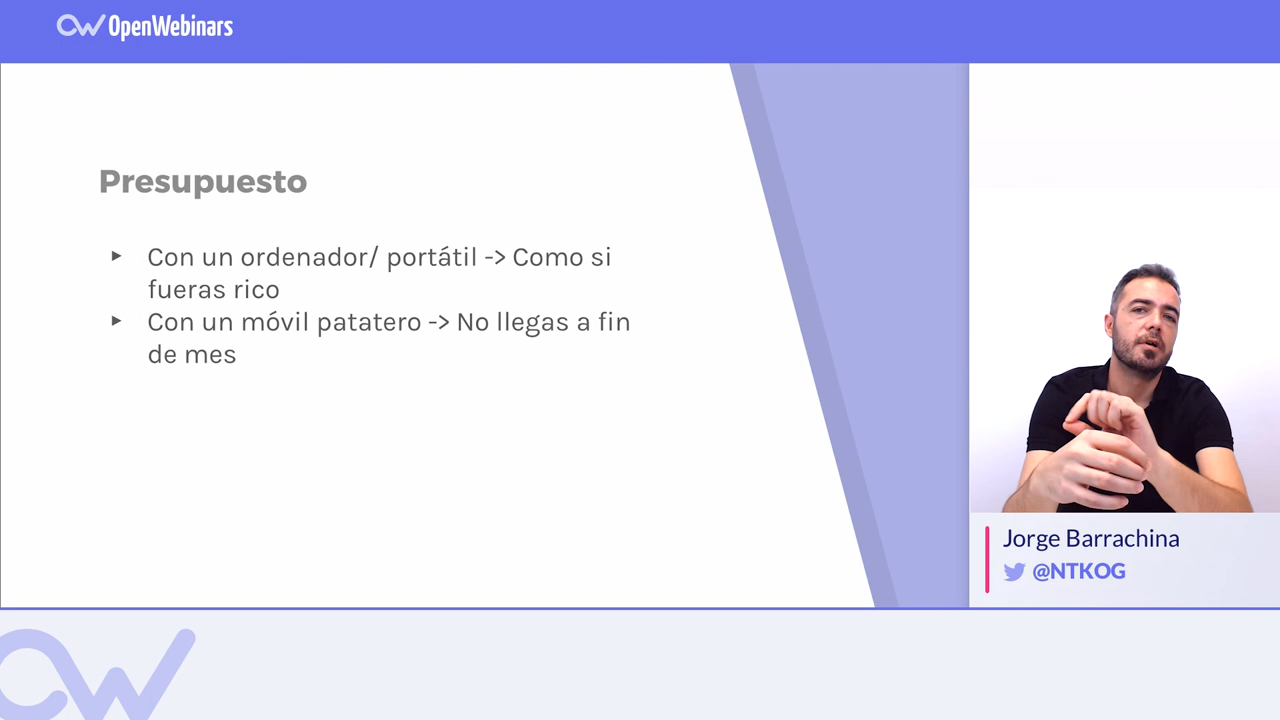 OpenWebinars
Presupuesto
▸ Con un ordenador/ portátil -> Como si
fueras rico
▸ Con un móvil patatero -> No llegas a fin
de mes
Jorge Barrachina
@NTKOG